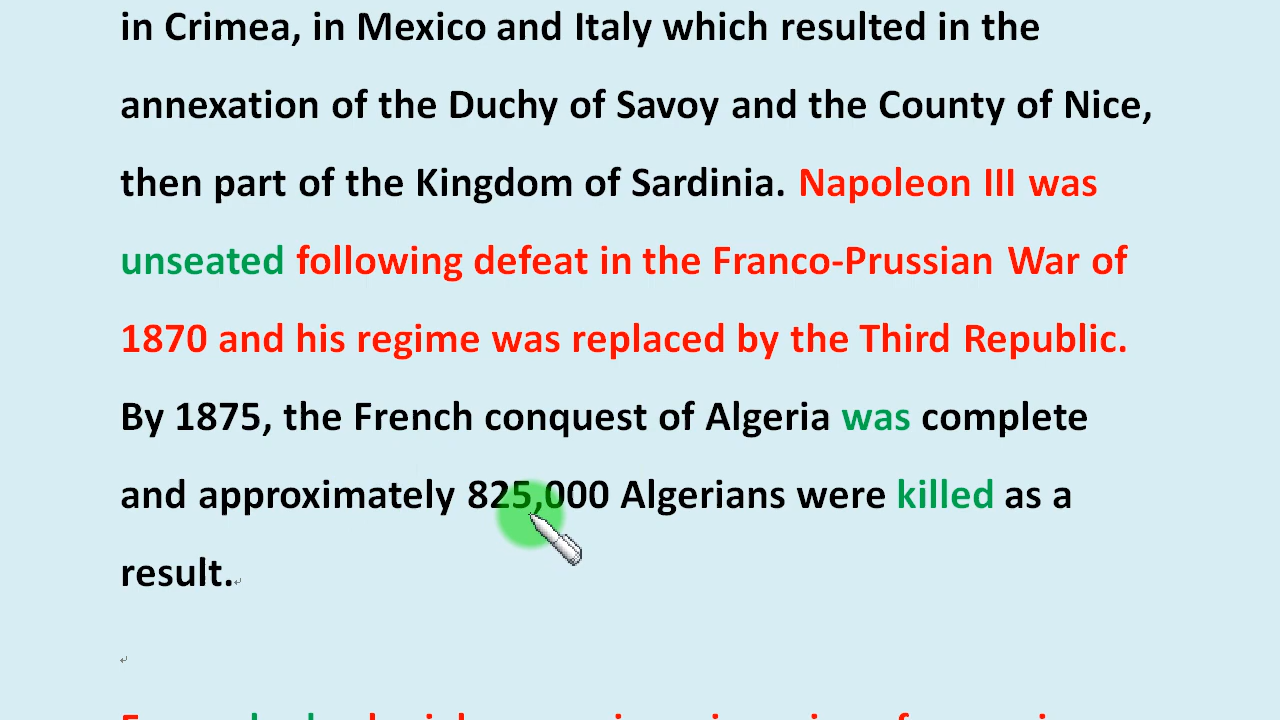 in Crimea, in Mexico and Italy which resulted in the
annexation of the Duchy of Savoy and the County of Nice,
then part of the Kingdom of Sardinia. Napoleon III was
unseated following defeat in the Franco-Prussian War of
1870 and his regime was replaced by the Third Republic.
By 1875, the French conquest of Algeria was complete
and approximately 825,000 Algerians were killed as a
result.